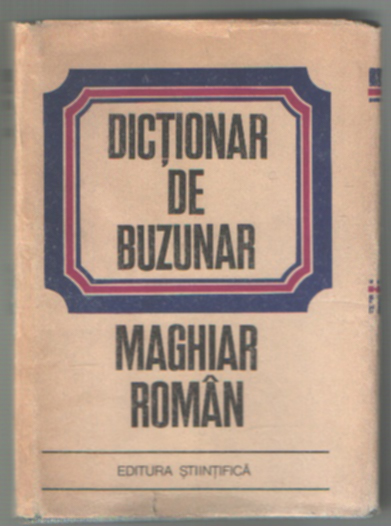 DICȚIONAR
DE
BUZUNAR
MAGHIAR
ROMÂN
EDITURA ȘTIINȚIFICĂ